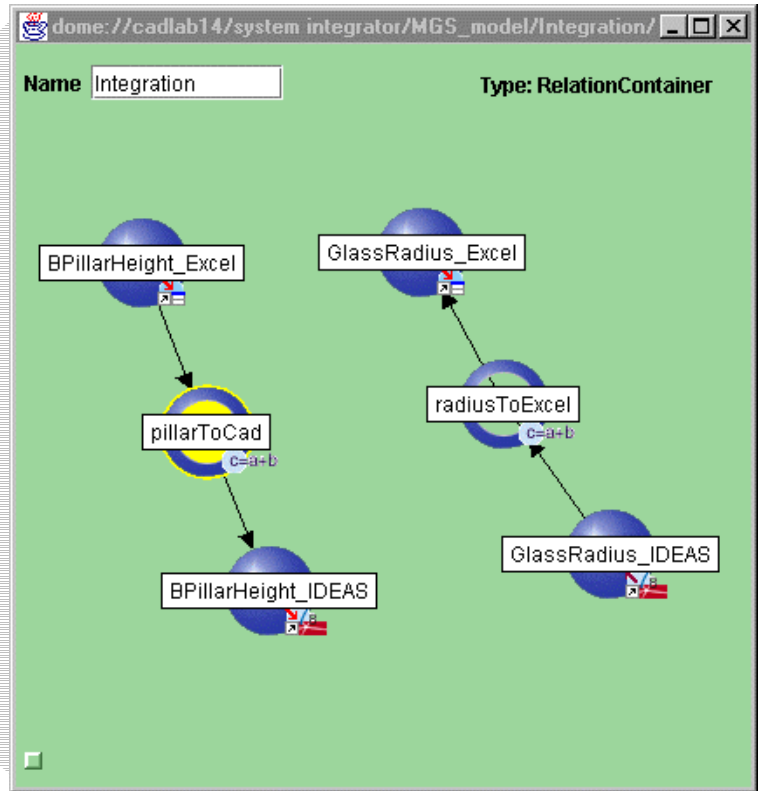 dome://cadlab14/system integrator/MGS_model/Integration/
Name Integration
Type: RelationContainer
BPillarHeight_Excel
GlassRadius_Excel
pillarToCad
c=a+b
radiusToExcel
c=a+b
GlassRadius_IDEAS
BPillarHeight_IDEAS